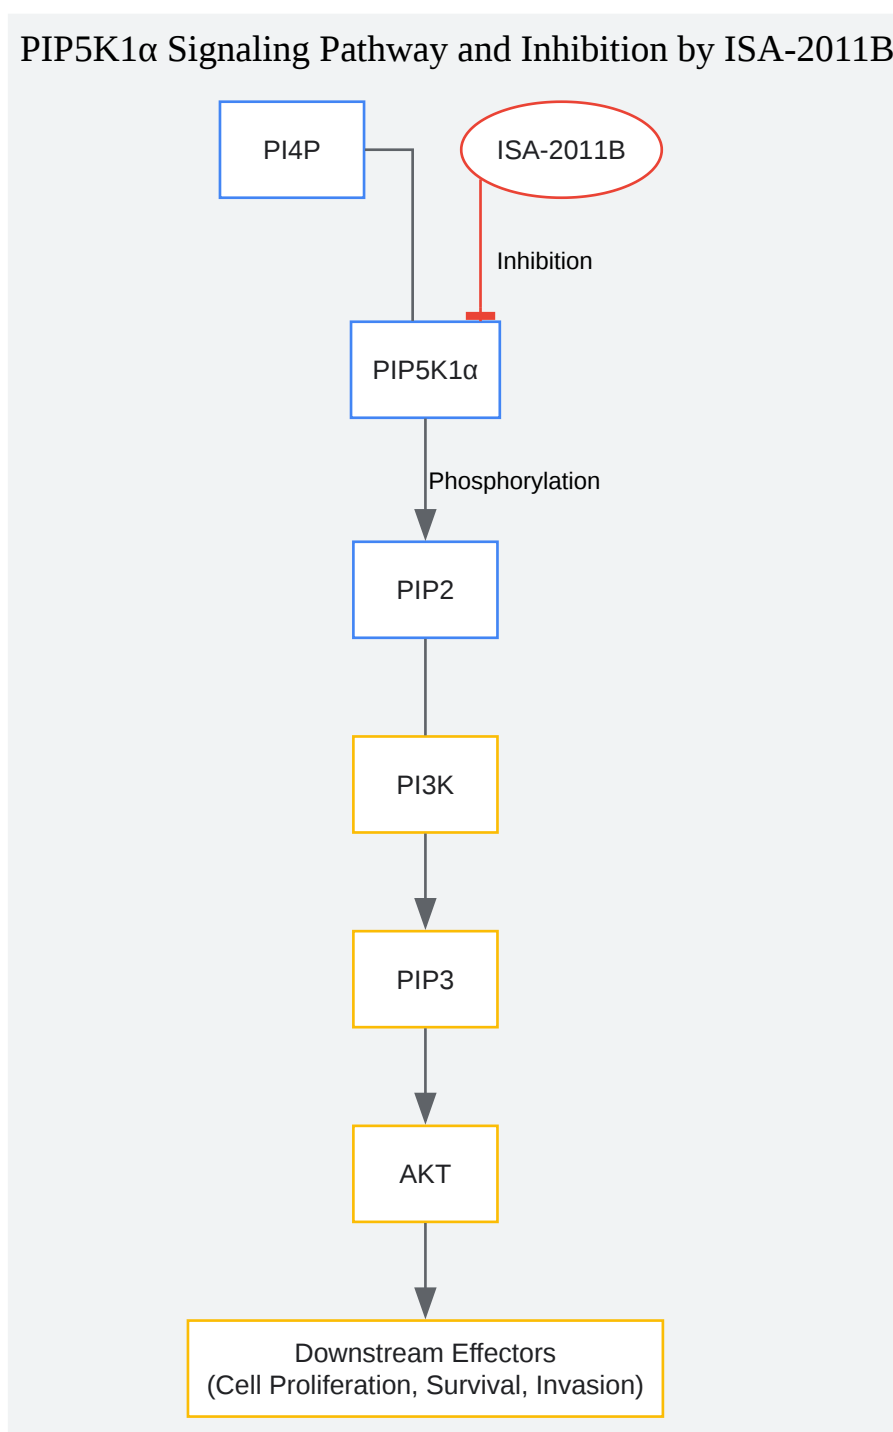 PIP5K1α Signaling Pathway and Inhibition by ISA-2011B
PI4P
ISA-2011B
Inhibition
PIP5K1α
Phosphorylation
PIP2
PI3K
PIP3
AKT
Downstream Effectors
(Cell Proliferation, Survival, Invasion)